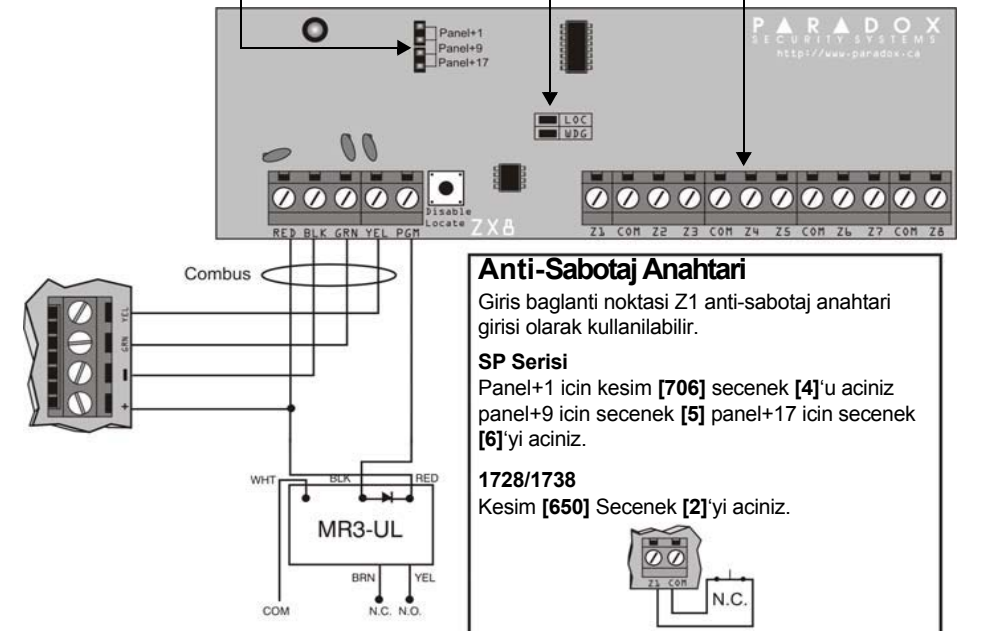 Panel+1
Panel+9
Panel+17
PARADOX
SECURITY SYSTEMS
http://www.paradox.ca
LOC
WDG
Disable
Locate
ZX8
RED BLK GRN YEL PGM
Z1 COM Z2 Z3 COM Z4 Z5 COM Z6 Z7 COM Z8
Combus
YEL
GRN
-
+
WHT
BLK
RED
MR3-UL
BRN
YEL
COM
N.C. N.O.
Anti-Sabotaj Anahtari
Giris baglanti noktasi Z1 anti-sabotaj anahtari
girisi olarak kullanilabilir.
SP Serisi
Panel+1 icin kesim [706] secenek [4]‘u aciniz
panel+9 icin secenek [5] panel+17 icin secenek
[6]‘yi aciniz.
1728/1738
Kesim [650] Secenek [2]‘yi aciniz.
Z1 COM
N.C.